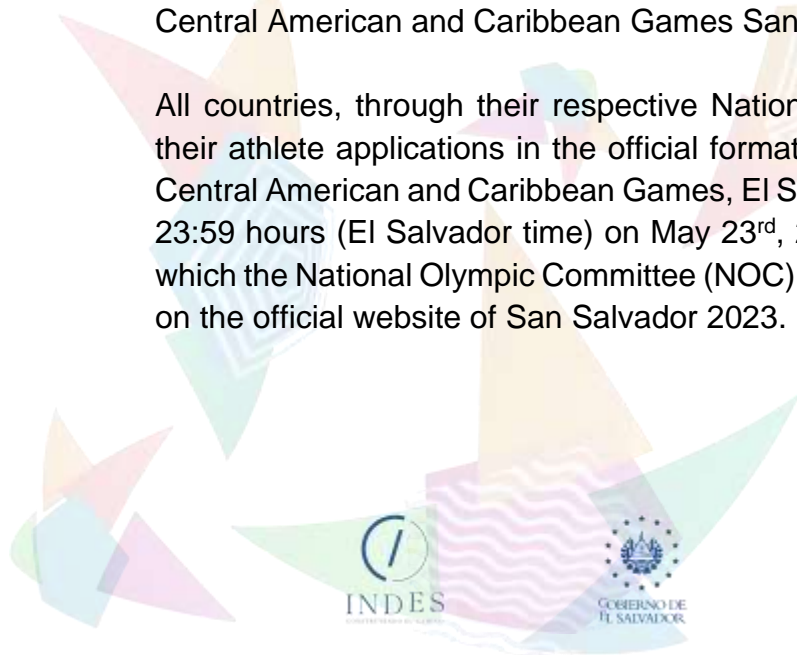 Central American and Caribbean Games San
All countries, through their respective Nation
their athlete applications in the official format
Central American and Caribbean Games, El S
23:59 hours (El Salvador time) on May 23rd, 2
which the National Olympic Committee (NOC)
on the official website of San Salvador 2023.
INDES
GOBIERNO DE
EL SALVADOR